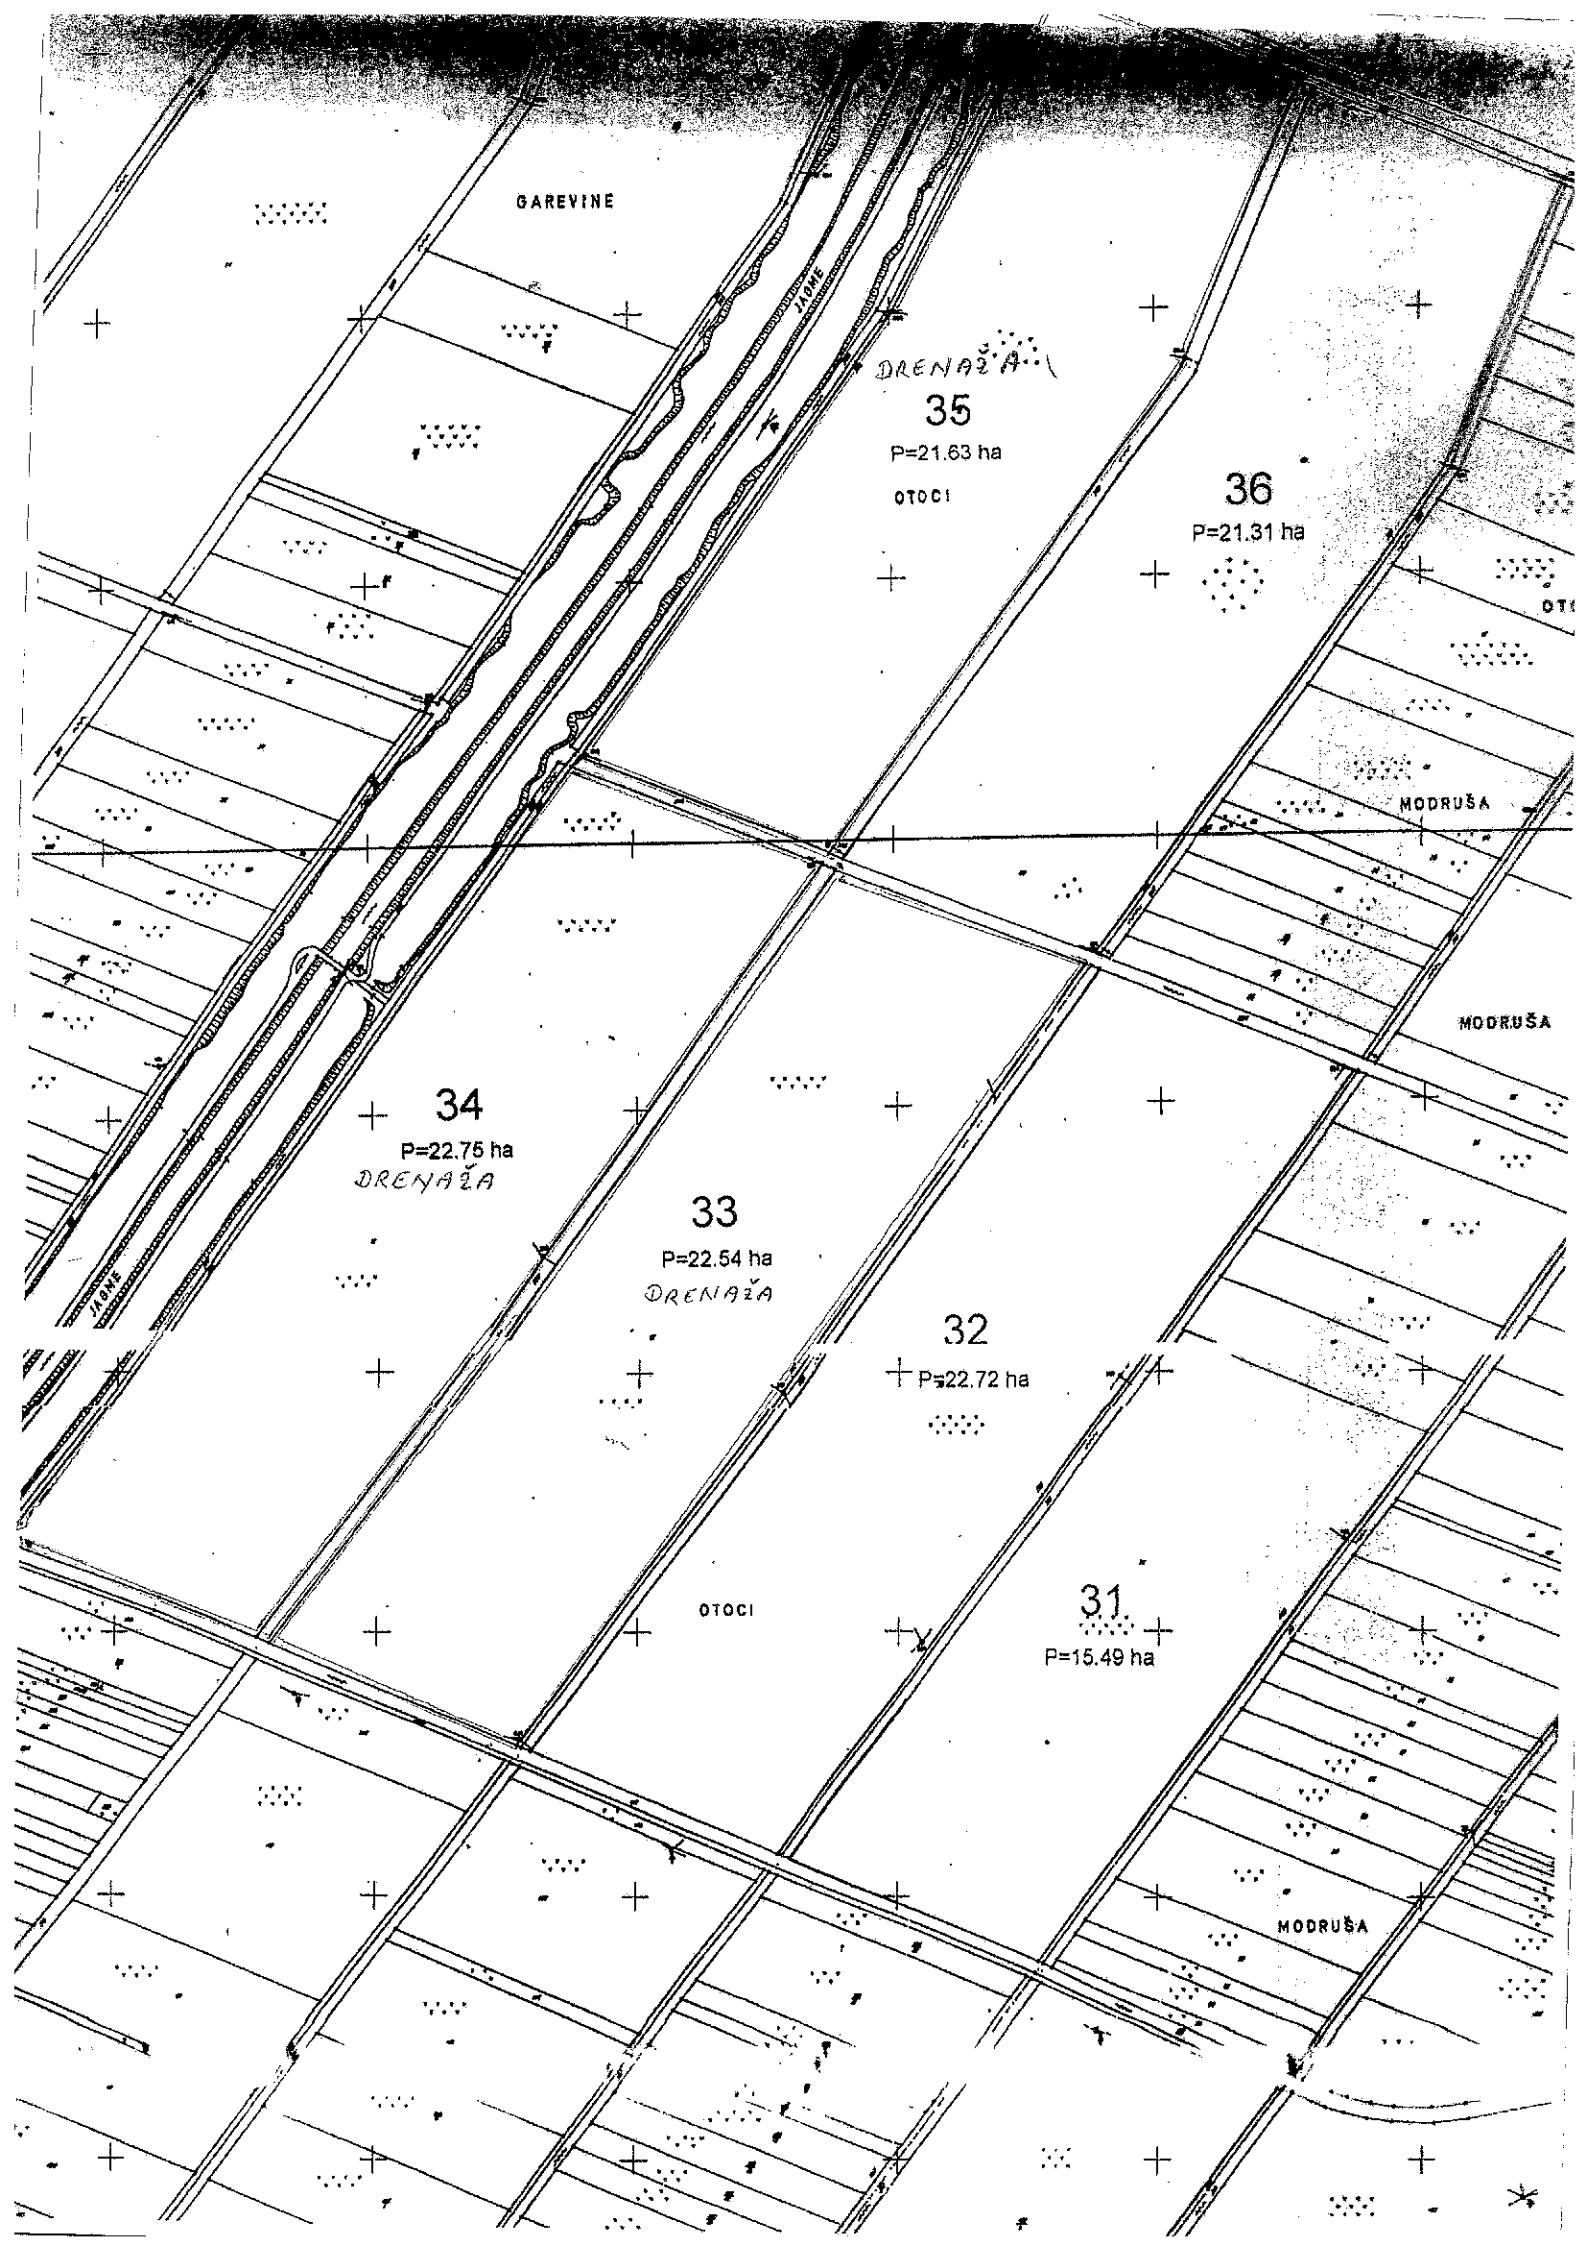 GAREVINE
JAGME
DRENAŽA
35
P=21.63 ha
OTOCI
36
P=21.31 ha
MODRUŠA
MODRUŠA
34
P=22.75 ha
DRENAŽA
33
P=22.54 ha
DRENAŽA
JAGME
32
P=22.72 ha
OTOCI
31
P=15.49 ha
MODRUŠA